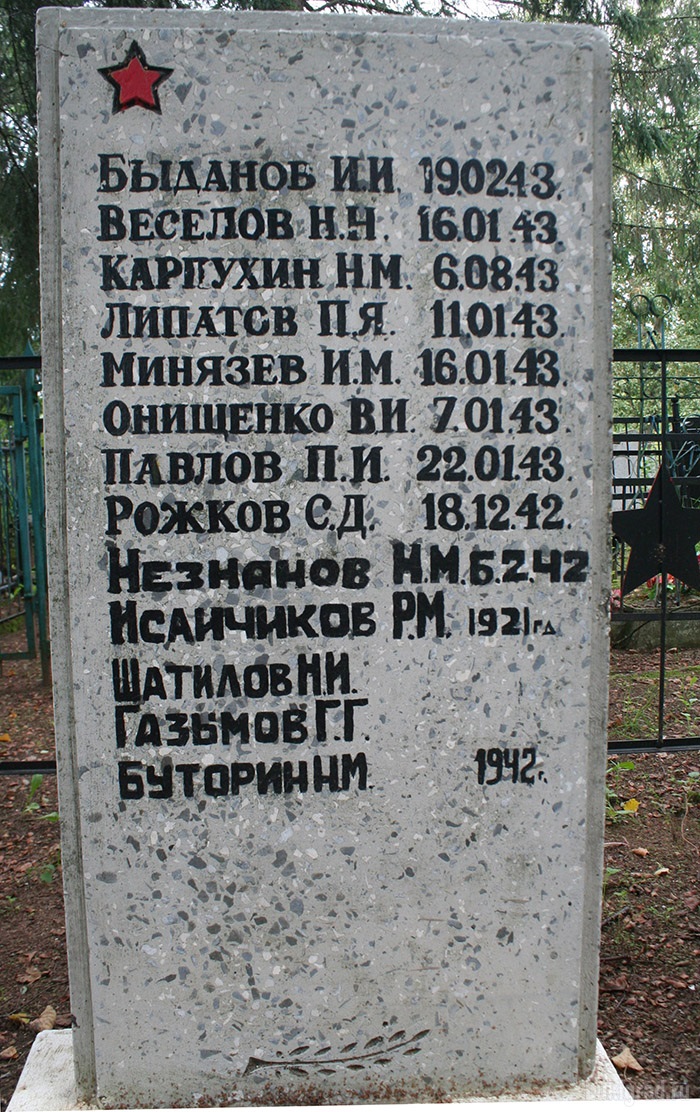 БЫДАНОВ И.И. 19.02.43.
ВЕСЕЛОВ Н.Н. 16.01.43.
КАРПУХИН Н.М. 6.08.43
ЛИПАТОВ П.Я. 11.01.43.
МИНЯЗЕВ И.М. 16.01.43.
ОНИЩЕНКО В.И. 7.01.43.
ПАВЛОВ П.И. 22.01.43.
РОЖКОВ С.Д. 18.12.42.
НЕЗНАНОВ Н.М. 6.2.42
ИСАИЧИКОВ Р.М. 1921г.д.
ШАТИЛОВ Н.И.
ГАЗЬМОВ Г.Г.
БУТОРИН Н.М. 1942г.